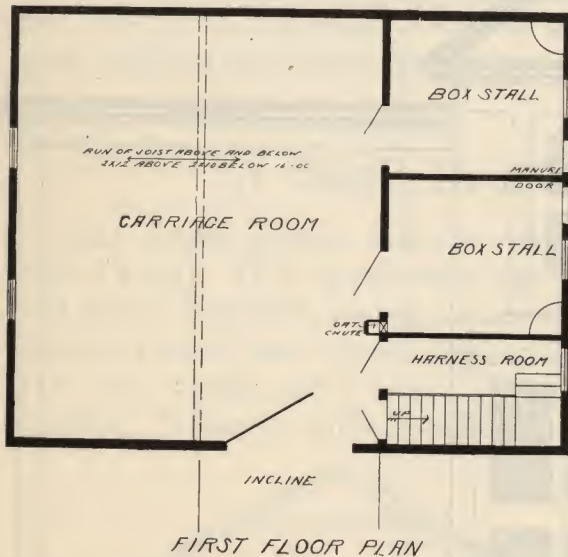 BOX STALL
RUN OF JOIST ABOVE AND BELOW
2X12 ABOVE 2X10 BELOW 16-OC
MANURE
DOOR
CARRIAGE ROOM
BOX STALL
OAT
CHUTE
HARNESS ROOM
UP
INCLINE
FIRST FLOOR PLAN